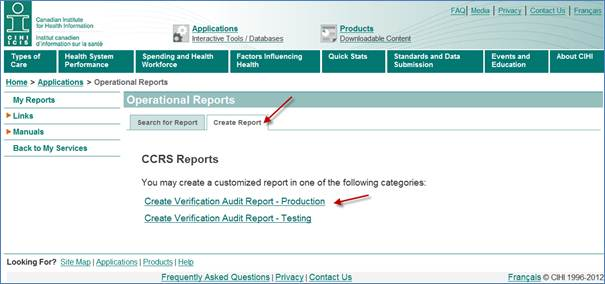 Canadian Institute
for Health Information
CIHI
ICIS
Institut canadien
d'information sur la santé
Applications
Interactive Tools / Databases
Products
Downloadable Content
FAQ | Media | Privacy | Contact Us | Français
Types of
Care
Health System
Performance
Spending and Health
Workforce
Factors Influencing
Health
Quick Stats
Standards and Data
Submission
Events and
Education
About CIHI
Home > Applications > Operational Reports
My Reports
Links
Manuals
Back to My Services
Operational Reports
Search for Report
Create Report
CCRS Reports
You may create a customized report in one of the following categories:
Create Verification Audit Report - Production
Create Verification Audit Report - Testing
Looking For? Site Map | Applications | Products | Help
Frequently Asked Questions | Privacy | Contact Us
Français © CIHI 1996-2012